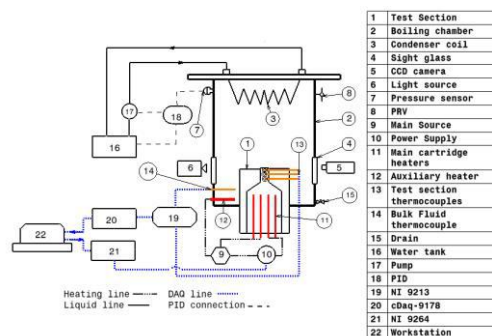 1 Test Section
2 Boiling chamber
3 Condenser coil
4 Sight glass
5 CCD camera
6 Light source
7 Pressure sensor
8 PRV
9 Main Source
10 Power Supply
11 Main cartridge
heaters
12 Auxiliary heater
13 Test section
thermocouples
14 Bulk Fluid
thermocouples
15 Drain
16 Water tank
17 Pump
18 PID
19 NI 9213
20 cDaq-9178
21 NI 9264
22 Workstation
17
18
7
3
8
16
2
14
1
13
4
6
5
15
12
11
20
19
22
21
9
10
Heating line
DAQ line
Liquid line
PID connection